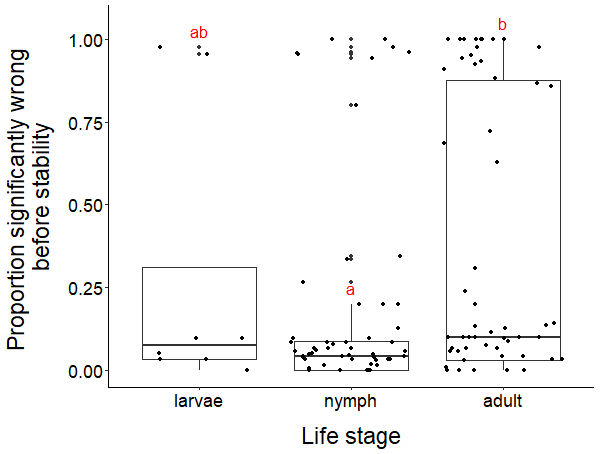 Proportion significantly wrong
before stability
1.00
0.75
0.50
0.25
0.00
ab
a
b
larvae nymph adult
Life stage